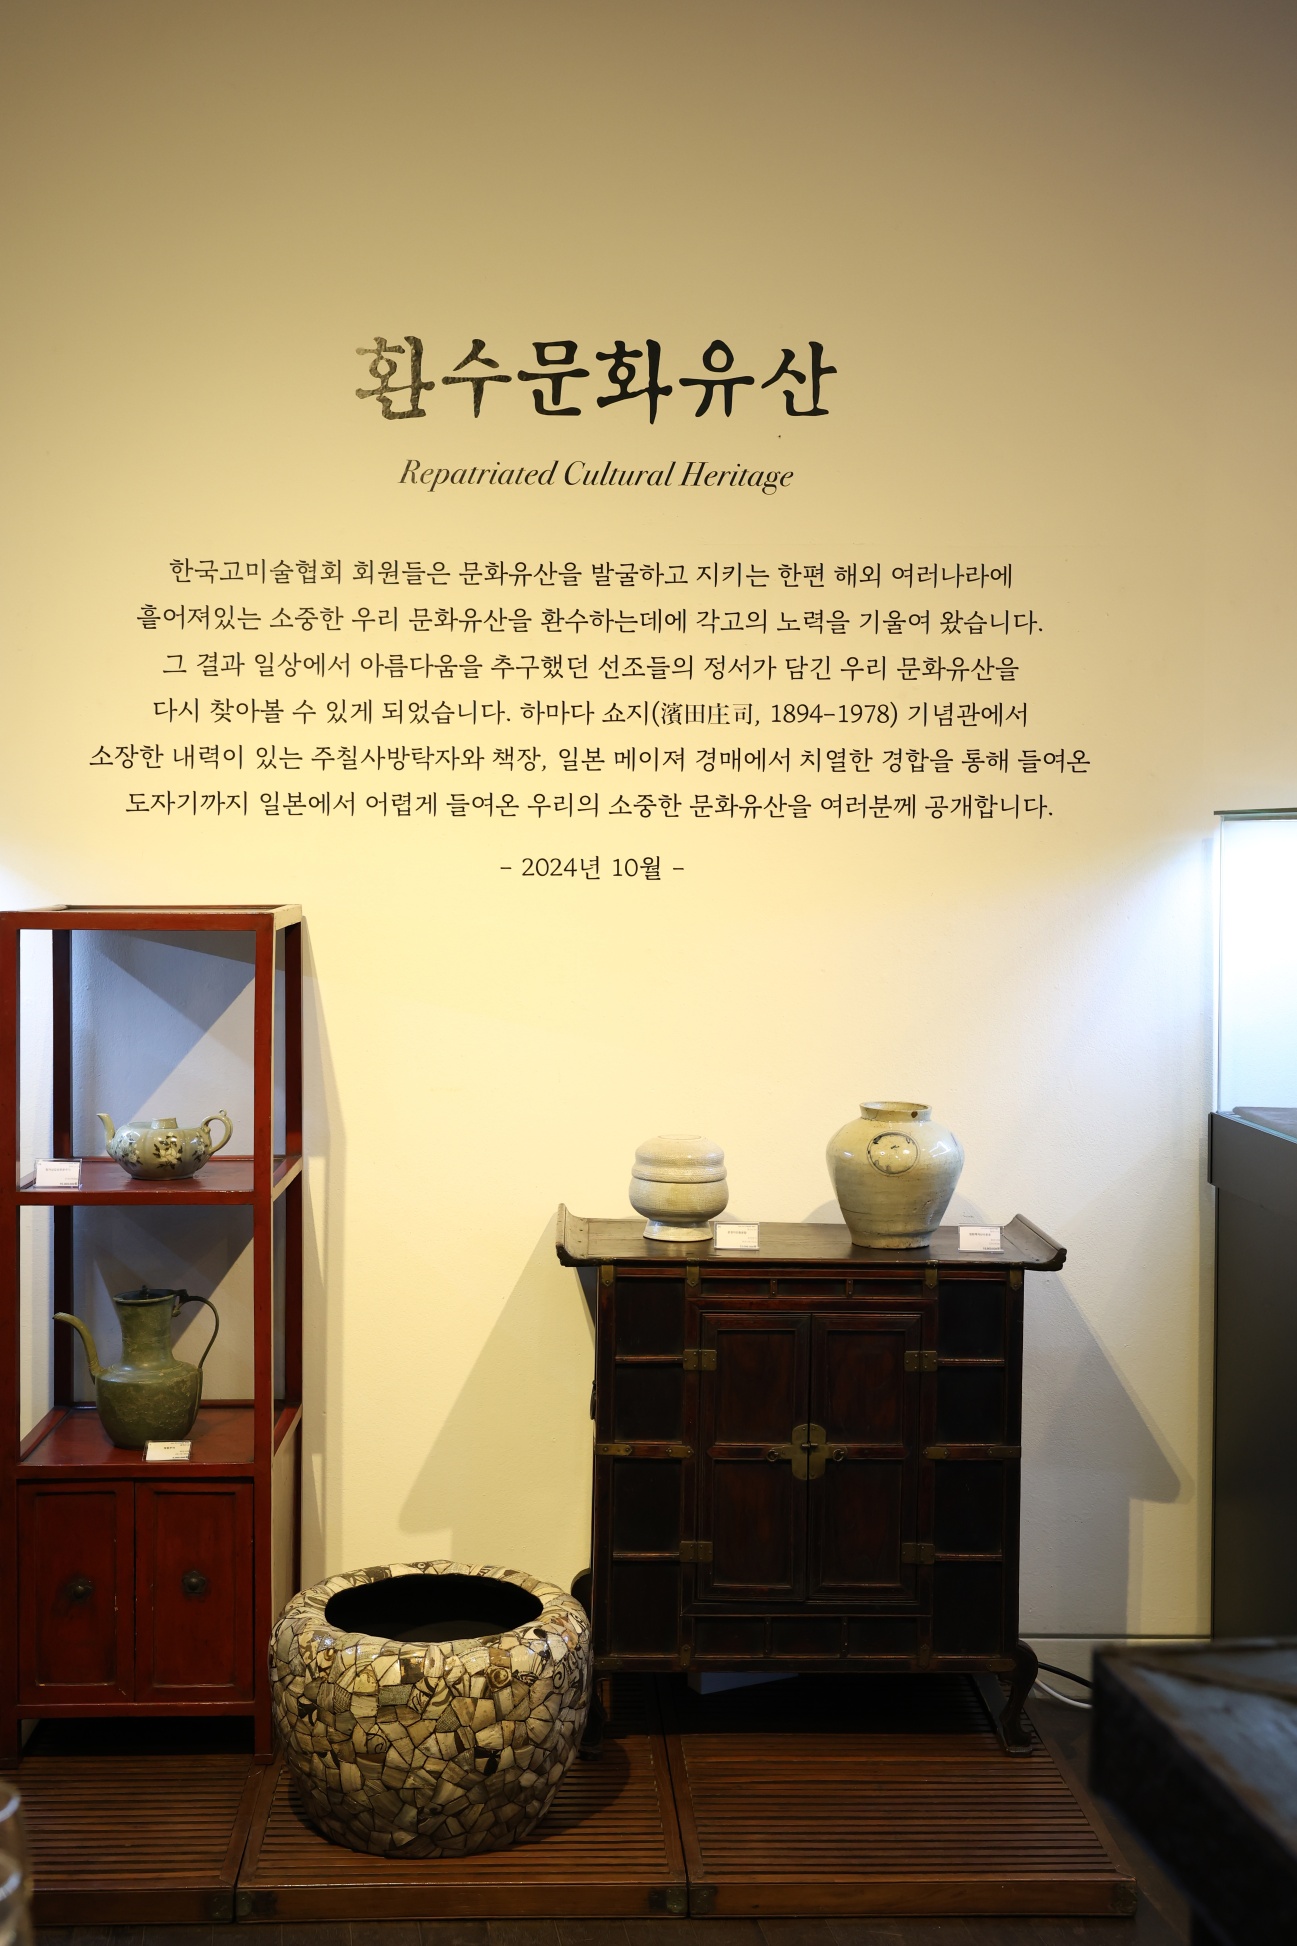 환수문화유산
Repatriated Cultural Heritage
한국고미술협회 회원들은 문화유산을 발굴하고 지키는 한편 해외 여러나라에
흩어져있는 소중한 우리 문화유산을 환수하는데에 각고의 노력을 기울여 왔습니다.
그 결과 일상에서 아름다움을 추구했던 선조들의 정서가 담긴 우리 문화유산을
다시 찾아볼 수 있게 되었습니다. 하마다 쇼지(濱田庄司, 1894-1978) 기념관에서
소장한 내력이 있는 주칠사방탁자와 책장, 일본 메이져 경매에서 치열한 경합을 통해 들여온
도자기까지 일본에서 어렵게 들여온 우리의 소중한 문화유산을 여러분께 공개합니다.
- 2024년 10월 -